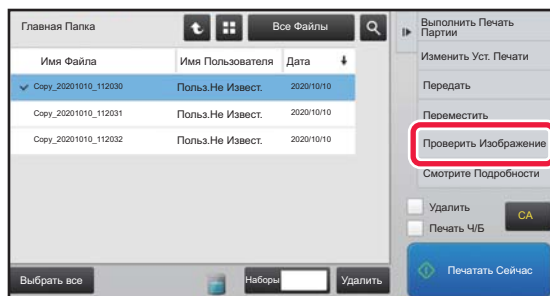 Главная Папка
Все Файлы
Имя Файла
Имя Пользователя
Дата
Copy_20201010_112030
Польз.Не Извест.
2020/10/10
Copy_20201010_112031
Польз.Не Извест.
2020/10/10
Copy_20201010_112032
Польз.Не Извест.
2020/10/10
Выбрать все
Наборы
Удалить
Выполнить Печать
Партии
Изменить Уст. Печати
Передать
Переместить
Проверить Изображение
Смотрите Подробности
Удалить
Печать Ч/Б
CA
Печатать Сейчас